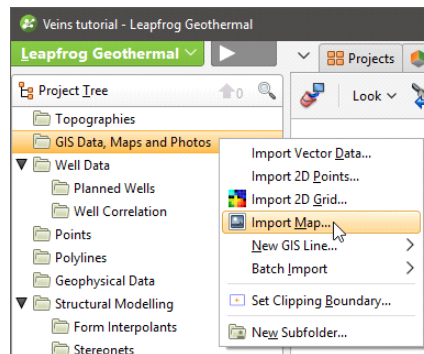 Veins tutorial - Leapfrog Geothermal
Leapfrog Geothermal
Projects
Project Tree
0
Look
Topographies
GIS Data, Maps and Photos
Well Data
Planned Wells
Well Correlation
Points
Polylines
Geophysical Data
Structural Modelling
Form Interpolants
Stereonets
Import Vector Data...
Import 2D Points...
Import 2D Grid...
Import Map...
New GIS Line...
Batch Import
Set Clipping Boundary...
New Subfolder...